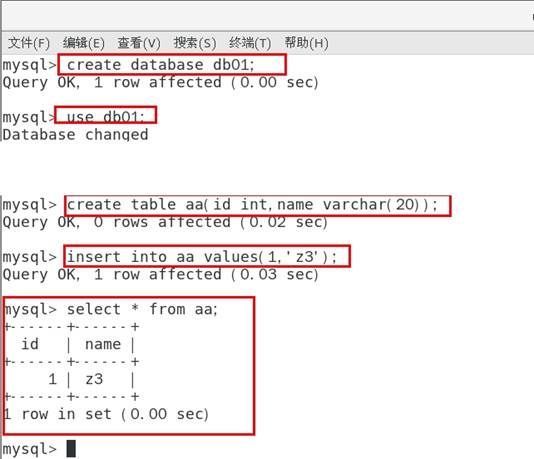 文件(F) 编辑(E) 查看(V) 搜索(S) 终端(T) 帮助(H)
mysql> create database db01;
Query OK, 1 row affected (0.00 sec)
mysql> use db01;
Database changed
mysql> create table aa(id int,name varchar(20));
Query OK, 0 rows affected (0.02 sec)
mysql> insert into aa values(1,'z3');
Query OK, 1 row affected (0.03 sec)
mysql> select * from aa;
+------+------+
id | name |
+------+------+
1 | z3 |
+------+------+
1 row in set (0.00 sec)
mysql>